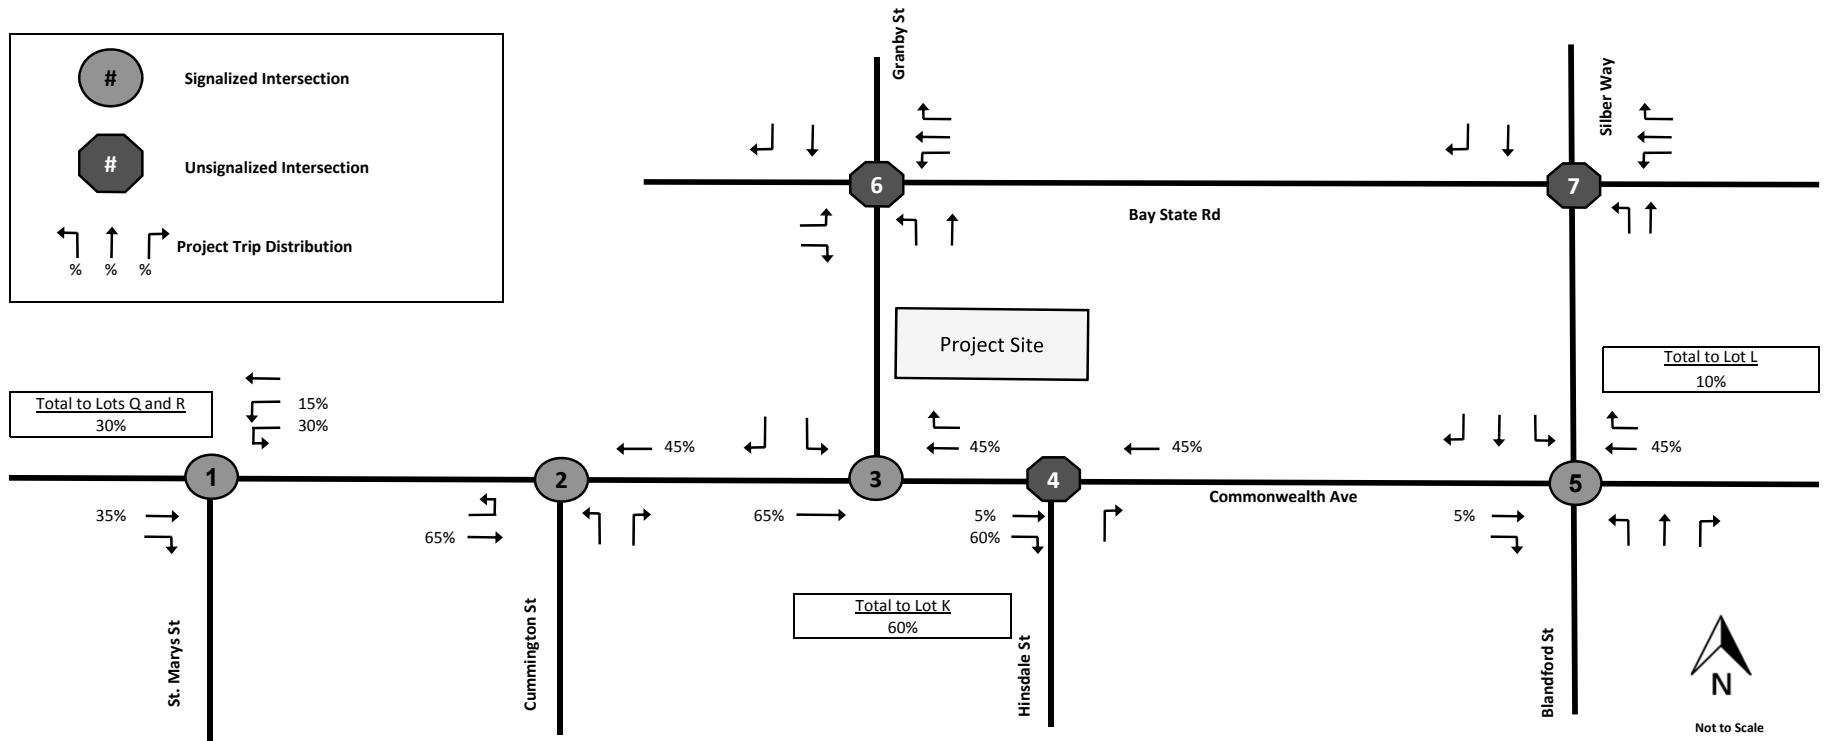 #
Signalized Intersection
#
Unsignalized Intersection
Project Trip Distribution
% % %
Granby St
Silber Way
6
7
Bay State Rd
Project Site
Total to Lots Q and R
30%
Total to Lot L
10%
15%
30%
45%
45%
45%
45%
1
2
3
4
5
Commonwealth Ave
35%
65%
65%
5%
60%
5%
Total to Lot K
60%
St. Marys St
Cummington St
Hinsdale St
Blandford St
N
Not to Scale